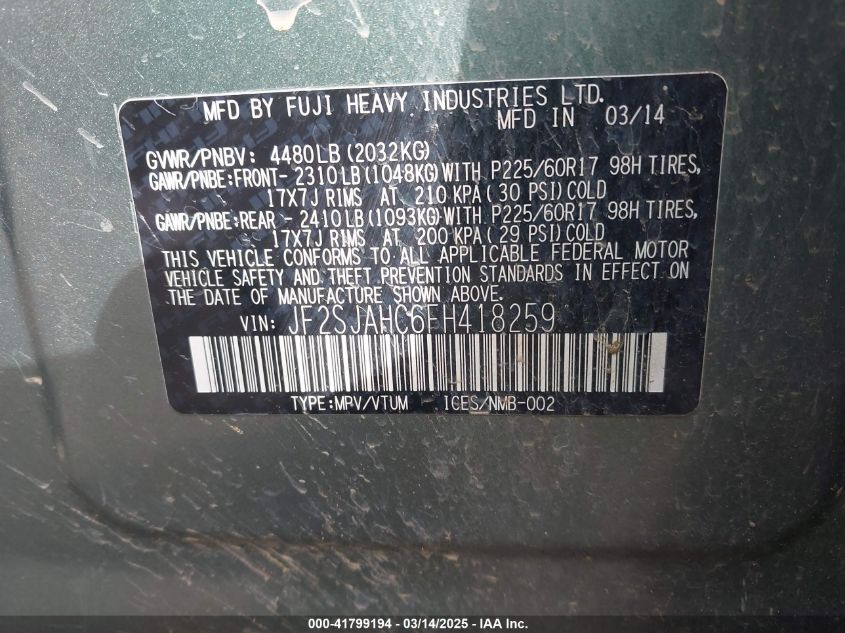 MFD BY FUJI HEAVY INDUSTRIES LTD.
MFD IN 03/14
GVWR/PNBV: 4480LB (2032KG)
GAWR/PNBE:FRONT- 2310LB (1048KG) WITH P225/60R17 98H TIRES,
17X7J RIMS AT 210 KPA ( 30 PSI) COLD
GAWR/PNBE:REAR - 2410LB (1093KG) WITH P225/60R17 98H TIRES,
17X7J RIMS AT 200 KPA ( 29 PSI) COLD
THIS VEHICLE CONFORMS TO ALL APPLICABLE FEDERAL MOTOR
VEHICLE SAFETY AND THEFT PREVENTION STANDARDS IN EFFECT ON
THE DATE OF MANUFACTURE SHOWN ABOVE.
VIN: JF2SJAHC6FH418259
TYPE:MPV/VTUM ICES/NMB-002
000-41799194 - 03/14/2025 - IAA Inc.